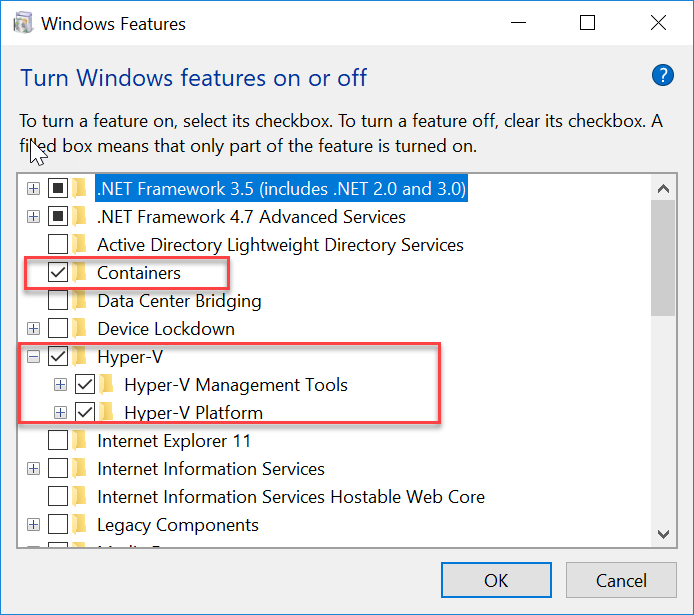 Windows Features
Turn Windows features on or off
?
To turn a feature on, select its checkbox. To turn a feature off, clear its checkbox. A
filled box means that only part of the feature is turned on.
.NET Framework 3.5 (includes .NET 2.0 and 3.0)
.NET Framework 4.7 Advanced Services
Active Directory Lightweight Directory Services
Containers
Data Center Bridging
Device Lockdown
Hyper-V
Hyper-V Management Tools
Hyper-V Platform
Internet Explorer 11
Internet Information Services
Internet Information Services Hostable Web Core
Legacy Components
OK
Cancel